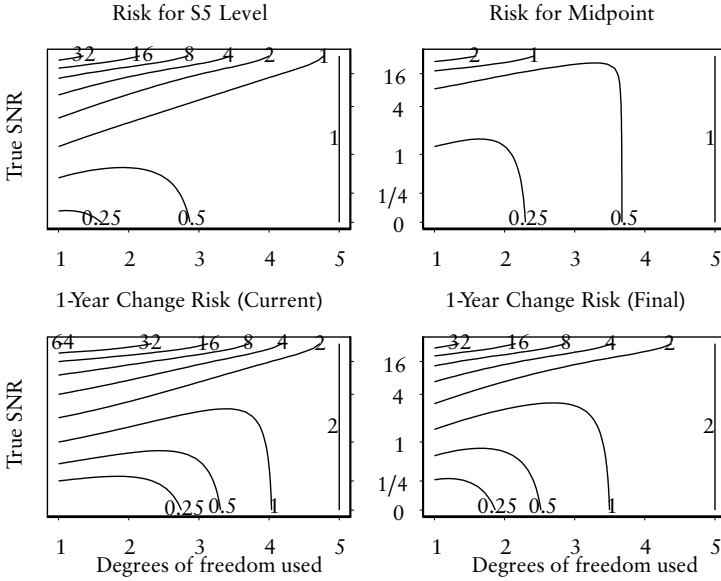 Risk for S5 Level
Risk for Midpoint
32 16 8 4 2 1
2 1
True SNR
16
4
1
1
1
1/4
0
0.25 0.5
0.25 0.5
1 2 3 4 5
1 2 3 4 5
1-Year Change Risk (Current)
1-Year Change Risk (Final)
64 32 16 8 4 2
32 16 8 4 2
True SNR
16
4
2
1
2
1/4
0
0.25 0.5 1
0.25 0.5 1
1 2 3 4 5
1 2 3 4 5
Degrees of freedom used
Degrees of freedom used